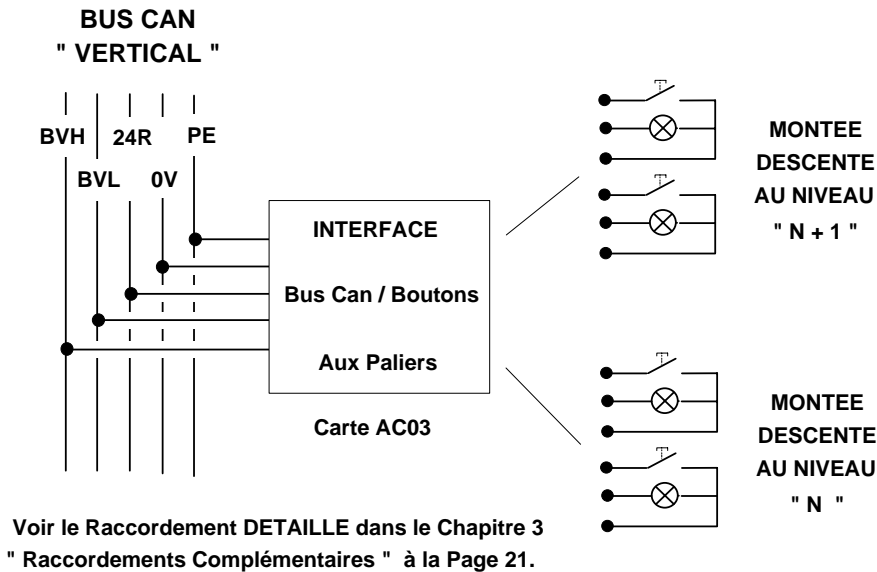 BUS CAN
" VERTICAL "
BVH
24R
PE
BVL
0V
INTERFACE
Bus Can / Boutons
Aux Paliers
Carte AC03
MONTEE
DESCENTE
AU NIVEAU
" N + 1 "
MONTEE
DESCENTE
AU NIVEAU
" N "
Voir le Raccordement DETAILLE dans le Chapitre 3
" Raccordements Complémentaires " à la Page 21.